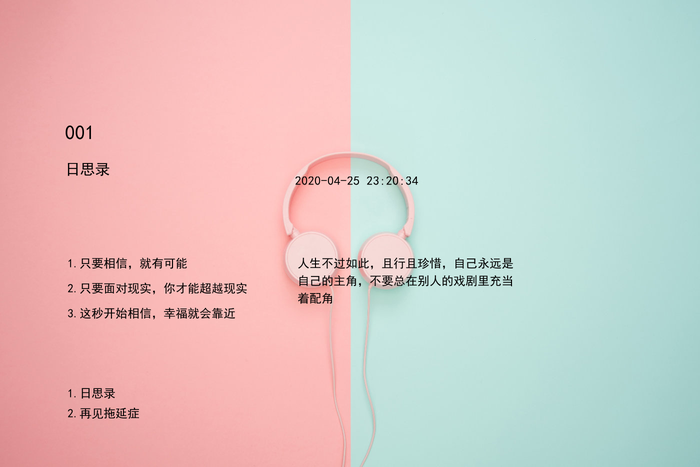 001
日思录
2020-04-25 23:20:34
1. 只要相信，就有可能
2. 只要面对现实，你才能超越现实
3. 这秒开始相信，幸福就会靠近
人生不过如此，且行且珍惜，自己永远是
自己的主角，不要总在别人的戏剧里充当
着配角
1. 日思录
2. 再见拖延症